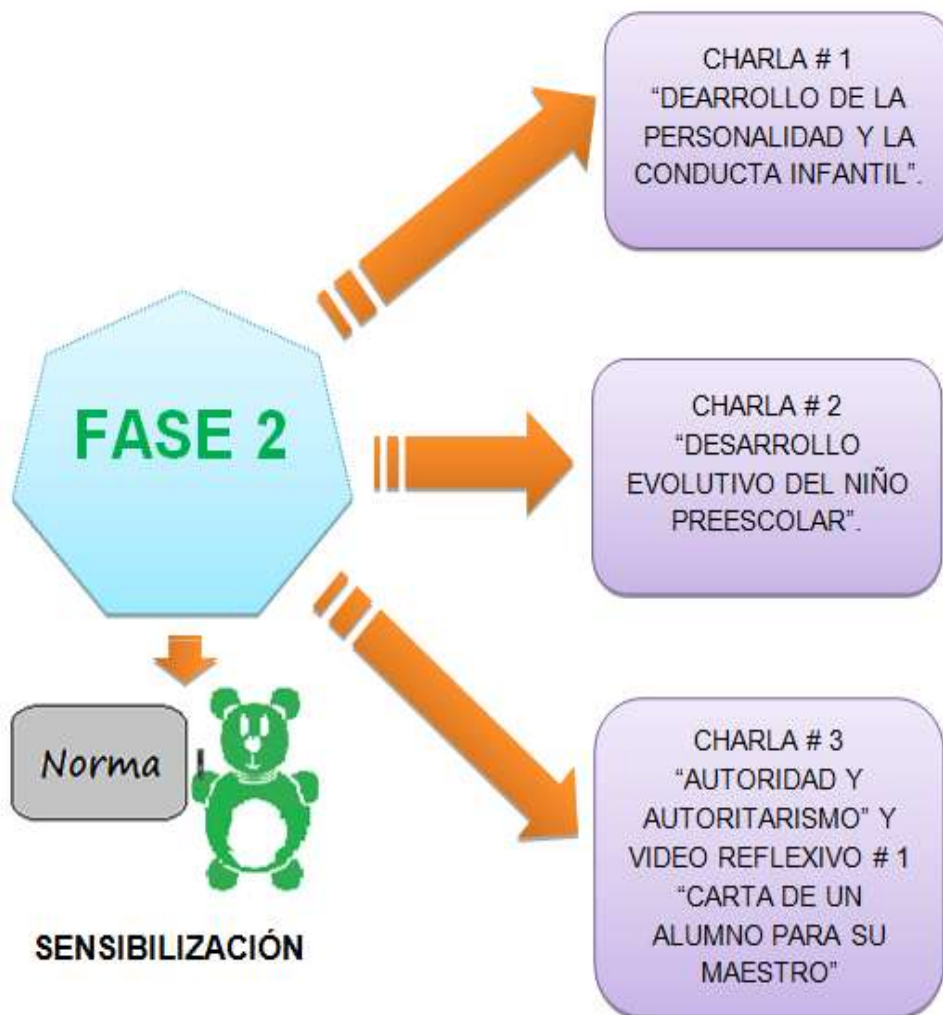 CHARLA # 1
“DEARROLLO DE LA
PERSONALIDAD Y LA
CONDUCTA INFANTIL”.
FASE 2
CHARLA # 2
“DESARROLLO
EVOLUTIVO DEL NIÑO
PREESCOLAR”.
Norma
SENSIBILIZACIÓN
CHARLA # 3
“AUTORIDAD Y
AUTORITARISMO” Y
VIDEO REFLEXIVO # 1
“CARTA DE UN
ALUMNO PARA SU
MAESTRO”